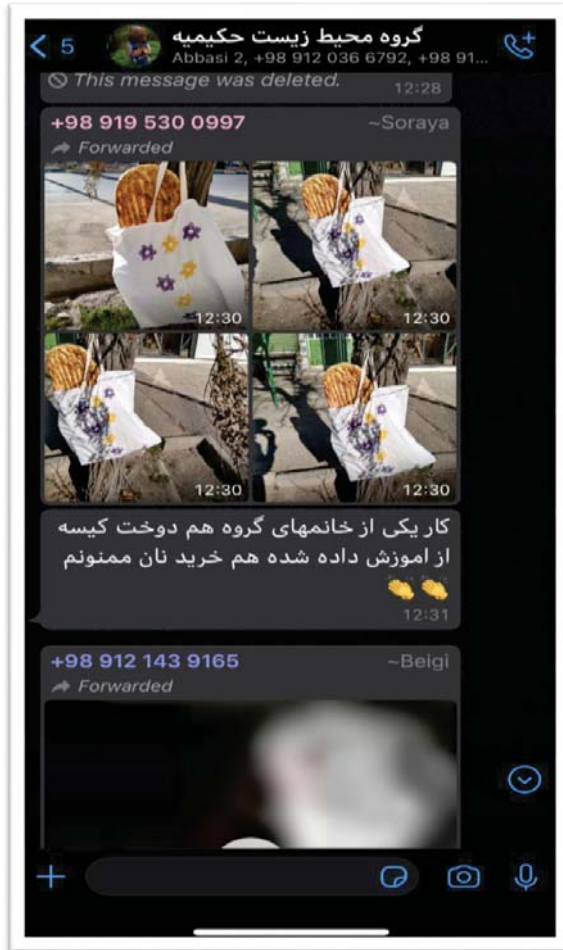 5
گروه محیط زیست حکیمیه
Abbasi 2, +98 912 036 6792, +98 91...
This message was deleted.
12:28
+98 919 530 0997 ~Soraya
Forwarded
12:30
12:30
12:30
12:30
کار یکی از خانمهای گروه هم دوخت کیسه
از اموزش داده شده هم خرید نان ممنونم
👏👏
12:31
+98 912 143 9165 ~Beigi
Forwarded